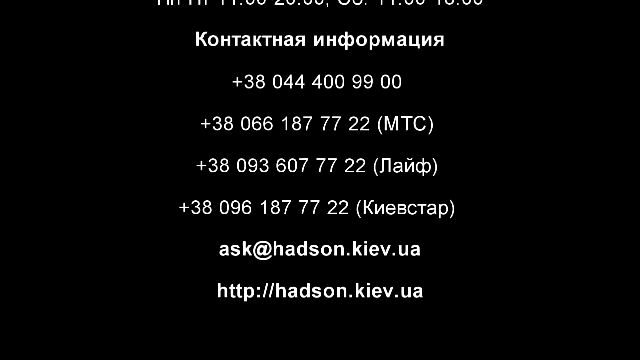 Контактная информация
+38 044 400 99 00
+38 066 187 77 22 (МТС)
+38 093 607 77 22 (Лайф)
+38 096 187 77 22 (Киевстар)
ask@hadson.kiev.ua
http://hadson.kiev.ua